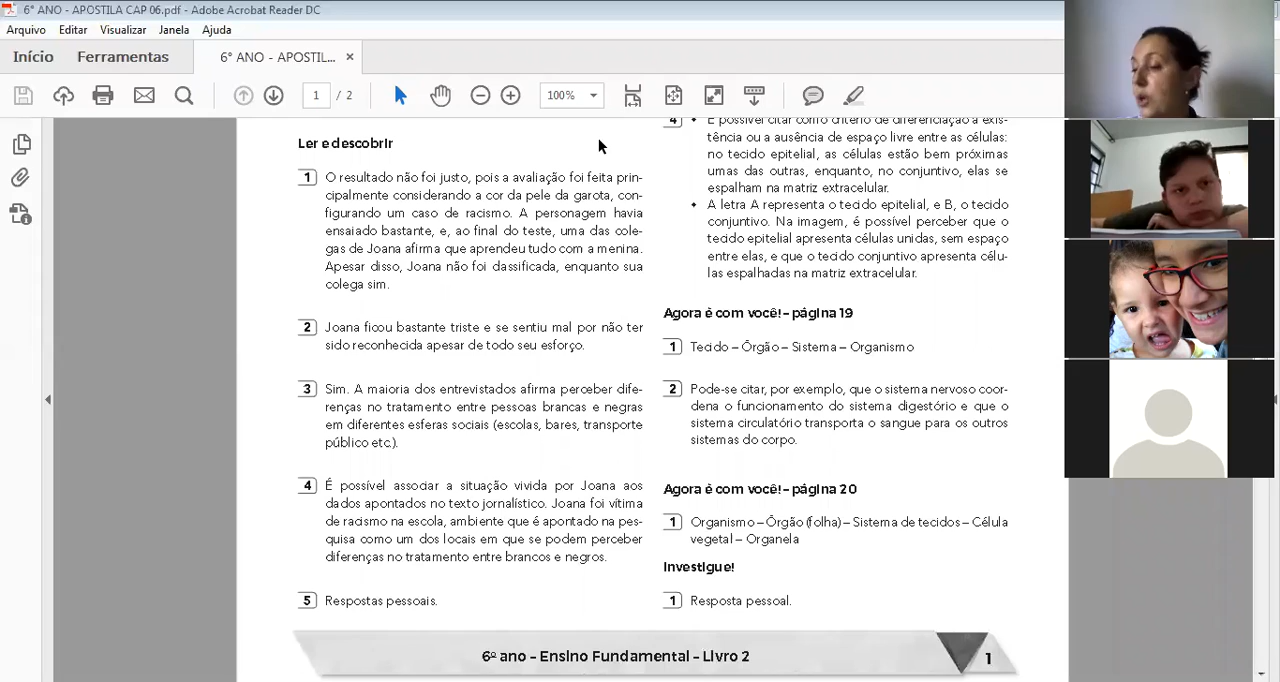 6° ANO - APOSTILA CAP 06.pdf - Adobe Acrobat Reader DC
Arquivo Editar Visualizar Janela Ajuda
Início Ferramentas 6° ANO - APOSTIL... ×
1 / 2 100%
Ler e descobrir
1 O resultado não foi justo, pois a avaliação foi feita prin-
cipalmente considerando a cor da pele da garota, con-
figurando um caso de racismo. A personagem havia
ensaiado bastante, e, ao final do teste, uma das cole-
gas de Joana afirma que aprendeu tudo com a menina.
Apesar disso, Joana não foi classificada, enquanto sua
colega sim.
2 Joana ficou bastante triste e se sentiu mal por não ter
sido reconhecida apesar de todo seu esforço.
3 Sim. A maioria dos entrevistados afirma perceber dife-
renças no tratamento entre pessoas brancas e negras
em diferentes esferas sociais (escolas, bares, transporte
público etc.).
4 É possível associar a situação vivida por Joana aos
dados apontados no texto jornalístico. Joana foi vítima
de racismo na escola, ambiente que é apontado na pes-
quisa como um dos locais em que se podem perceber
diferenças no tratamento entre brancos e negros.
5 Respostas pessoais.
4 • É possível citar como critério de diferenciação a exis-
tência ou a ausência de espaço livre entre as células:
no tecido epitelial, as células estão bem próximas
umas das outras, enquanto, no conjuntivo, elas se
espalham na matriz extracelular.
• A letra A representa o tecido epitelial, e B, o tecido
conjuntivo. Na imagem, é possível perceber que o
tecido epitelial apresenta células unidas, sem espaço
entre elas, e que o tecido conjuntivo apresenta célu-
las espalhadas na matriz extracelular.
Agora é com você! – página 19
1 Tecido – Órgão – Sistema – Organismo
2 Pode-se citar, por exemplo, que o sistema nervoso coor-
dena o funcionamento do sistema digestório e que o
sistema circulatório transporta o sangue para os outros
sistemas do corpo.
Agora é com você! – página 20
1 Organismo – Órgão (folha) – Sistema de tecidos – Célula
vegetal – Organela
Investigue!
1 Resposta pessoal.
6º ano – Ensino Fundamental – Livro 2 1